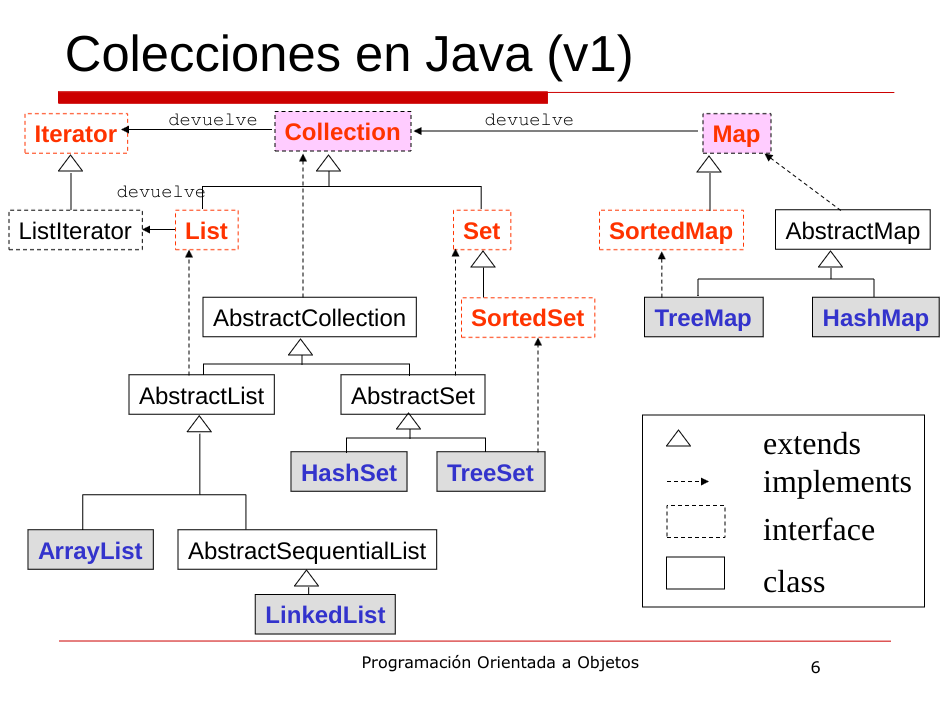 Colecciones en Java (v1)
devuelve
devuelve
Iterator
Collection
Map
devuelve
ListIterator
List
Set
SortedMap
AbstractMap
AbstractCollection
SortedSet
TreeMap
HashMap
AbstractList
AbstractSet
HashSet
TreeSet
extends
implements
interface
class
ArrayList
AbstractSequentialList
LinkedList
Programación Orientada a Objetos
6